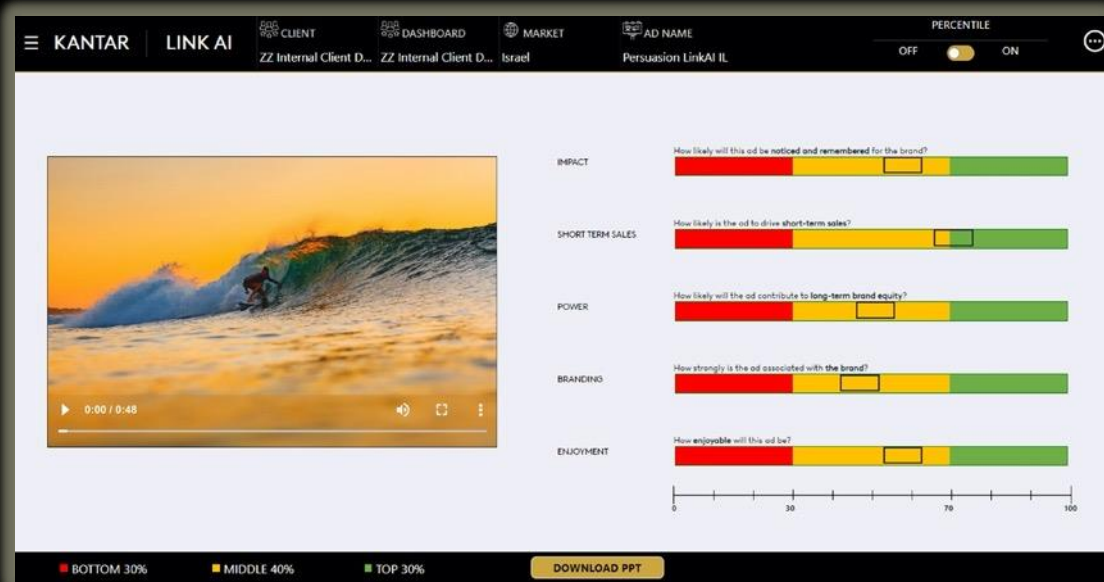 KANTAR
LINK AI
CLIENT
ZZ Internal Client D...
DASHBOARD
ZZ Internal Client D...
MARKET
Israel
AD NAME
Persuasion LinkAI IL
PERCENTILE
OFF
ON
0:00 / 0:48
IMPACT
How likely will this ad be noticed and remembered for the brand?
SHORT TERM SALES
How likely is the ad to drive short-term sales?
POWER
How likely will the ad contribute to long-term brand equity?
BRANDING
How strongly is the ad associated with the brand?
ENJOYMENT
How enjoyable will this ad be?
0 30 70 100
BOTTOM 30%
MIDDLE 40%
TOP 30%
DOWNLOAD PPT